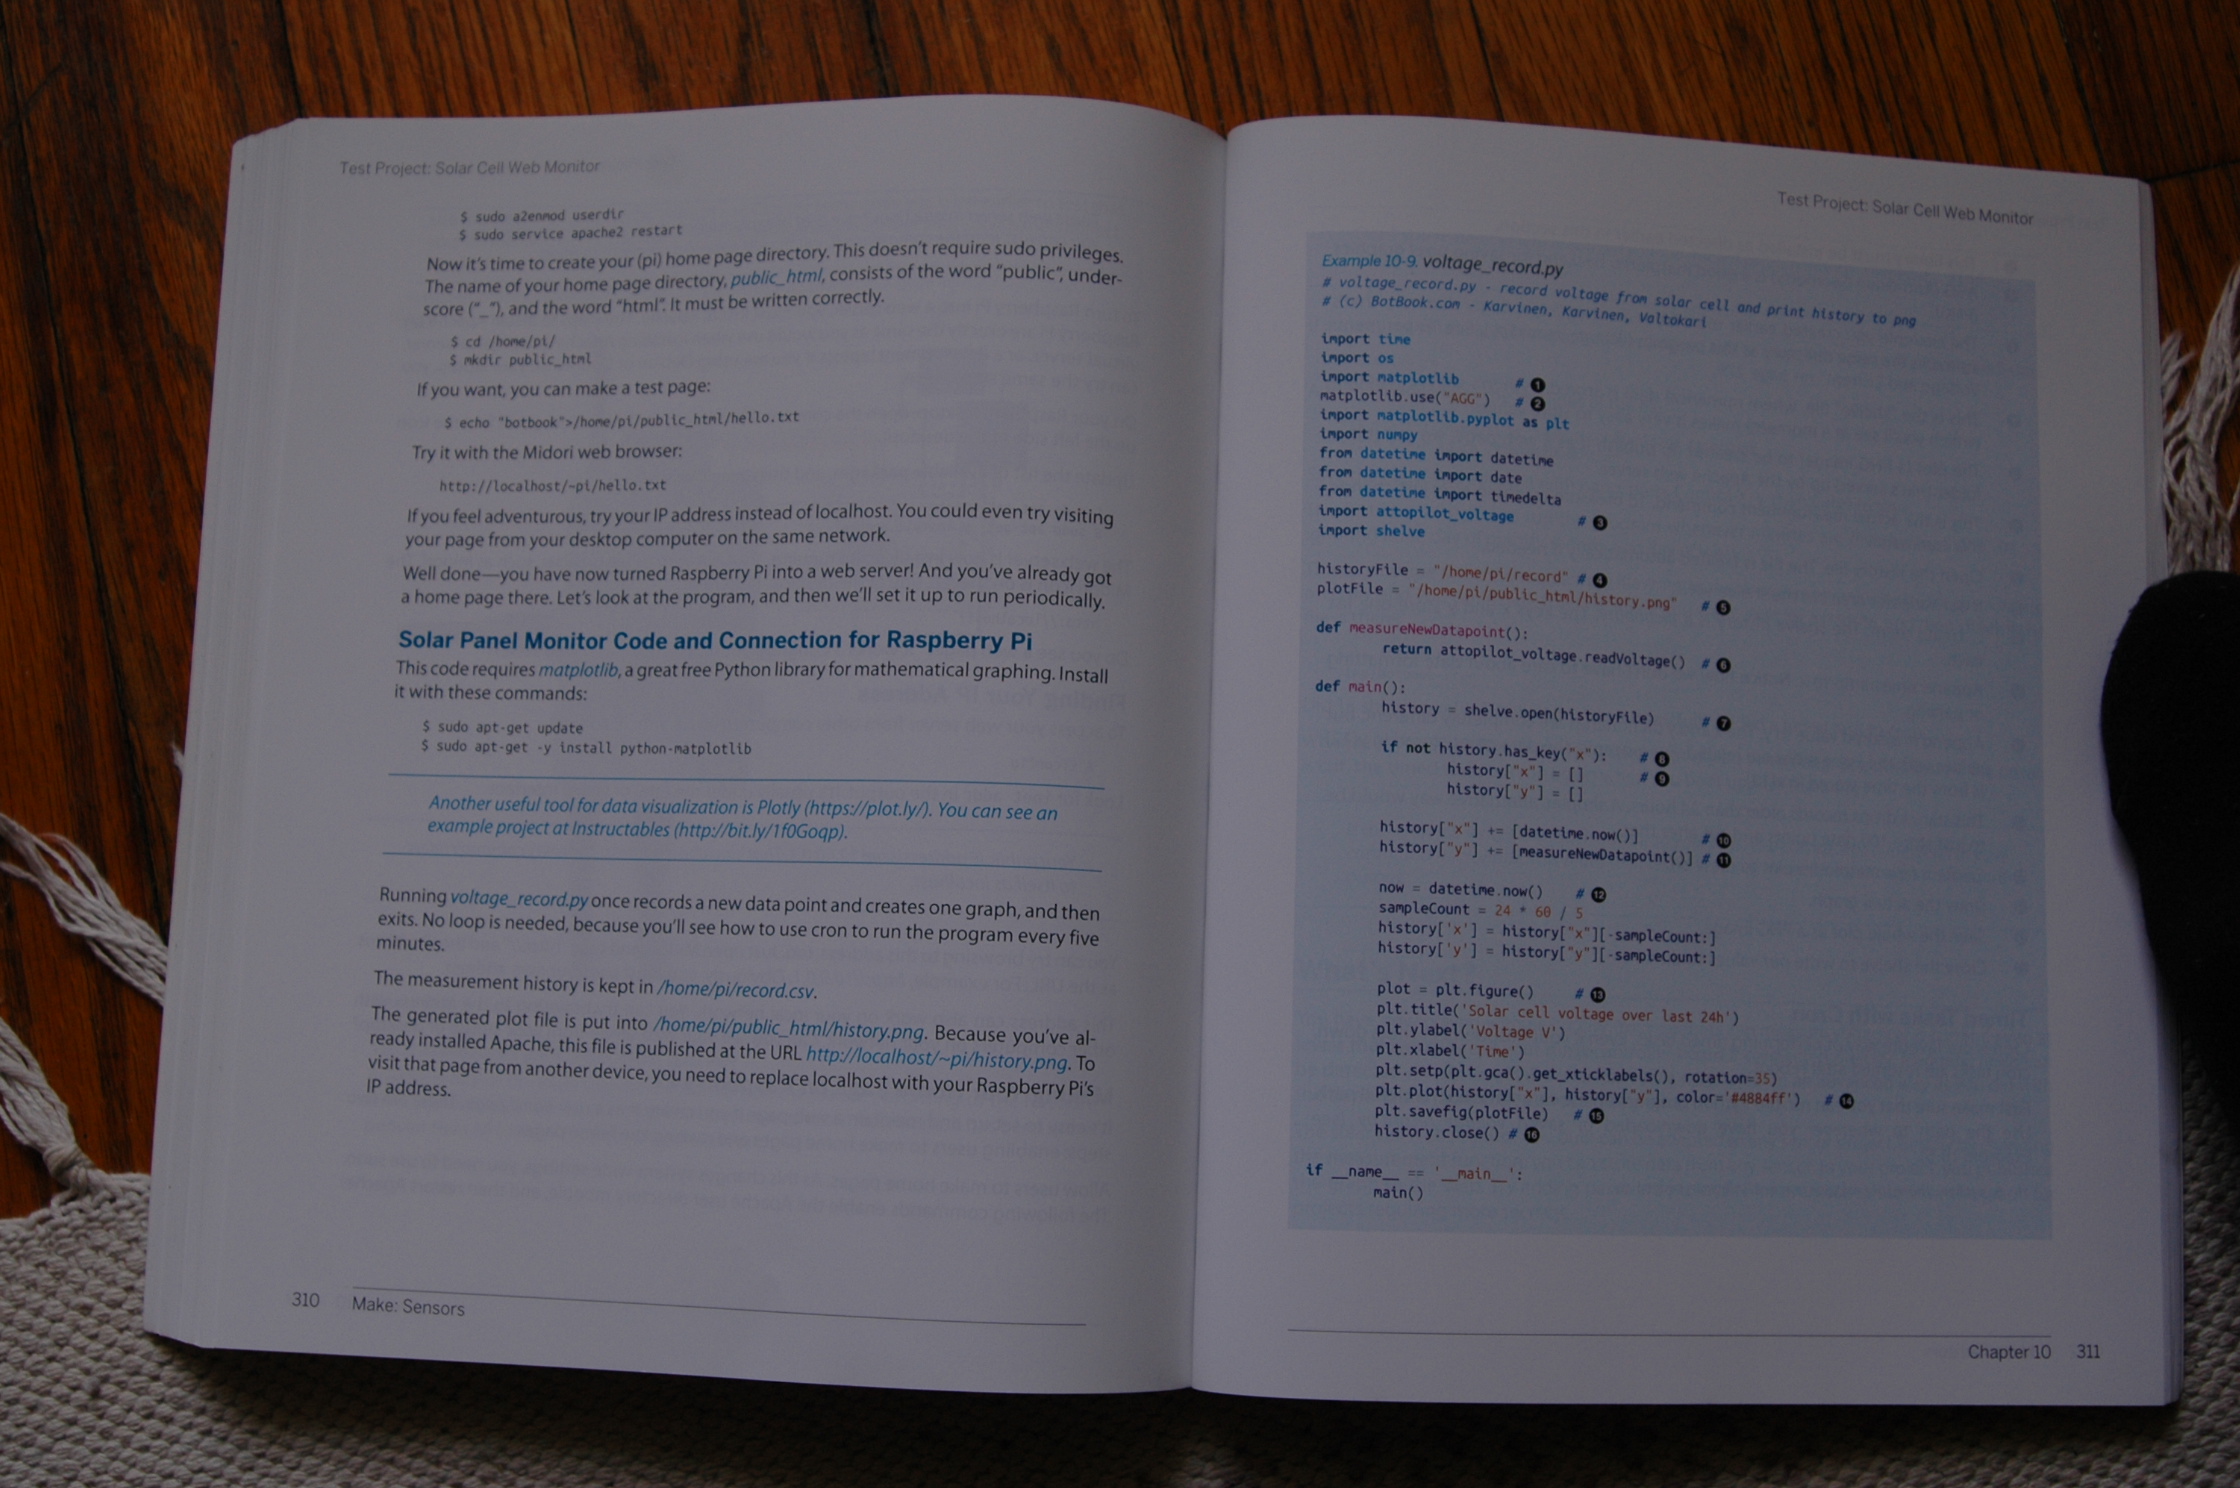 Test Project: Solar Cell Web Monitor
$ sudo a2enmod userdir
$ sudo service apache2 restart
Now it's time to create your (pi) home page directory. This doesn't require sudo privileges.
The name of your home page directory, public_html, consists of the word “public”, under-
score (“_”), and the word “html”. It must be written correctly.
$ cd /home/pi/
$ mkdir public_html
If you want, you can make a test page:
$ echo "botbook">/home/pi/public_html/hello.txt
Try it with the Midori web browser:
http://localhost/~pi/hello.txt
If you feel adventurous, try your IP address instead of localhost. You could even try visiting
your page from your desktop computer on the same network.
Well done—you have now turned Raspberry Pi into a web server! And you've already got
a home page there. Let's look at the program, and then we'll set it up to run periodically.
Solar Panel Monitor Code and Connection for Raspberry Pi
This code requires matplotlib, a great free Python library for mathematical graphing. Install
it with these commands:
$ sudo apt-get update
$ sudo apt-get -y install python-matplotlib
Another useful tool for data visualization is Plotly (https://plot.ly/). You can see an
example project at Instructables (http://bit.ly/1f0Goqp).
Running voltage_record.py once records a new data point and creates one graph, and then
exits. No loop is needed, because you'll see how to use cron to run the program every five
minutes.
The measurement history is kept in /home/pi/record.csv.
The generated plot file is put into /home/pi/public_html/history.png. Because you've al-
ready installed Apache, this file is published at the URL http://localhost/~pi/history.png. To
visit that page from another device, you need to replace localhost with your Raspberry Pi's
IP address.
310 Make: Sensors
Test Project: Solar Cell Web Monitor
Example 10-9. voltage_record.py
# voltage_record.py - record voltage from solar cell and print history to png
# (c) BotBook.com - Karvinen, Karvinen, Valtokari
import time
import os
import matplotlib # 1
matplotlib.use("AGG") # 2
import matplotlib.pyplot as plt
import numpy
from datetime import datetime
from datetime import date
from datetime import timedelta
import attopilot_voltage # 3
import shelve
historyFile = "/home/pi/record" # 4
plotFile = "/home/pi/public_html/history.png" # 5
def measureNewDatapoint():
return attopilot_voltage.readVoltage() # 6
def main():
history = shelve.open(historyFile) # 7
if not history.has_key("x"): # 8
history["x"] = [] # 9
history["y"] = []
history["x"] += [datetime.now()] # 10
history["y"] += [measureNewDatapoint()] # 11
now = datetime.now() # 12
sampleCount = 24 * 60 / 5
history['x'] = history["x"][-sampleCount:]
history['y'] = history["y"][-sampleCount:]
plot = plt.figure() # 13
plt.title('Solar cell voltage over last 24h')
plt.ylabel('Voltage V')
plt.xlabel('Time')
plt.setp(plt.gca().get_xticklabels(), rotation=35)
plt.plot(history["x"], history["y"], color='#4884ff') # 14
plt.savefig(plotFile) # 15
history.close() # 16
if __name__ == '__main__':
main()
Chapter 10 311